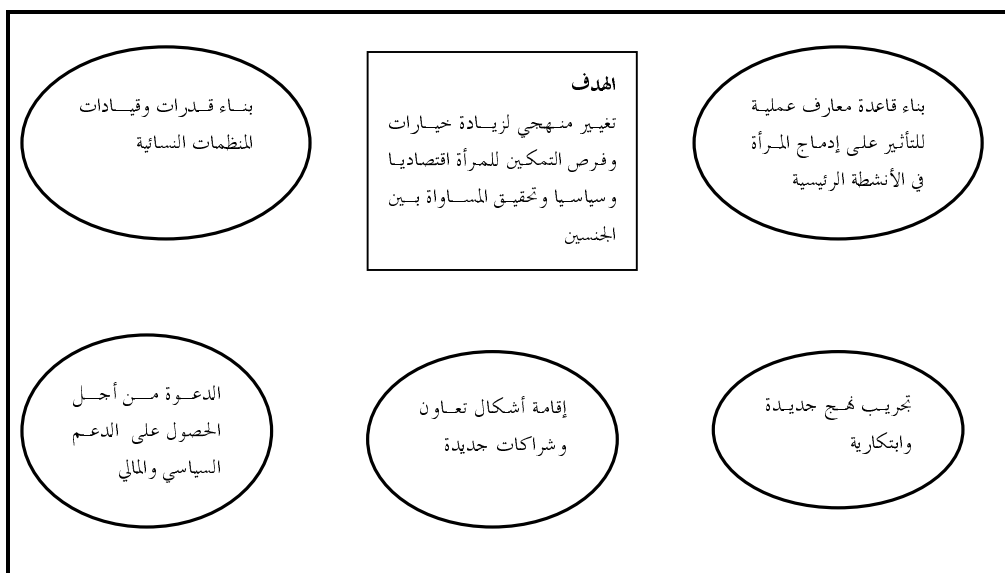 بناء قاعدة معارف عملية
للتأثير على إدماج المرأة
في الأنشطة الرئيسية
الهدف
تغيير منهجي لزيادة خيارات
وفرص التمكين للمرأة اقتصاديا
وسياسيا وتحقيق المساواة بين
الجنسين
بناء قدرات وقيادات
المنظمات النسائية
تجريب نهج جديدة
وابتكارية
إقامة أشكال تعاون
وشراكات جديدة
الدعوة من أجل
الحصول على الدعم
السياسي والمالي